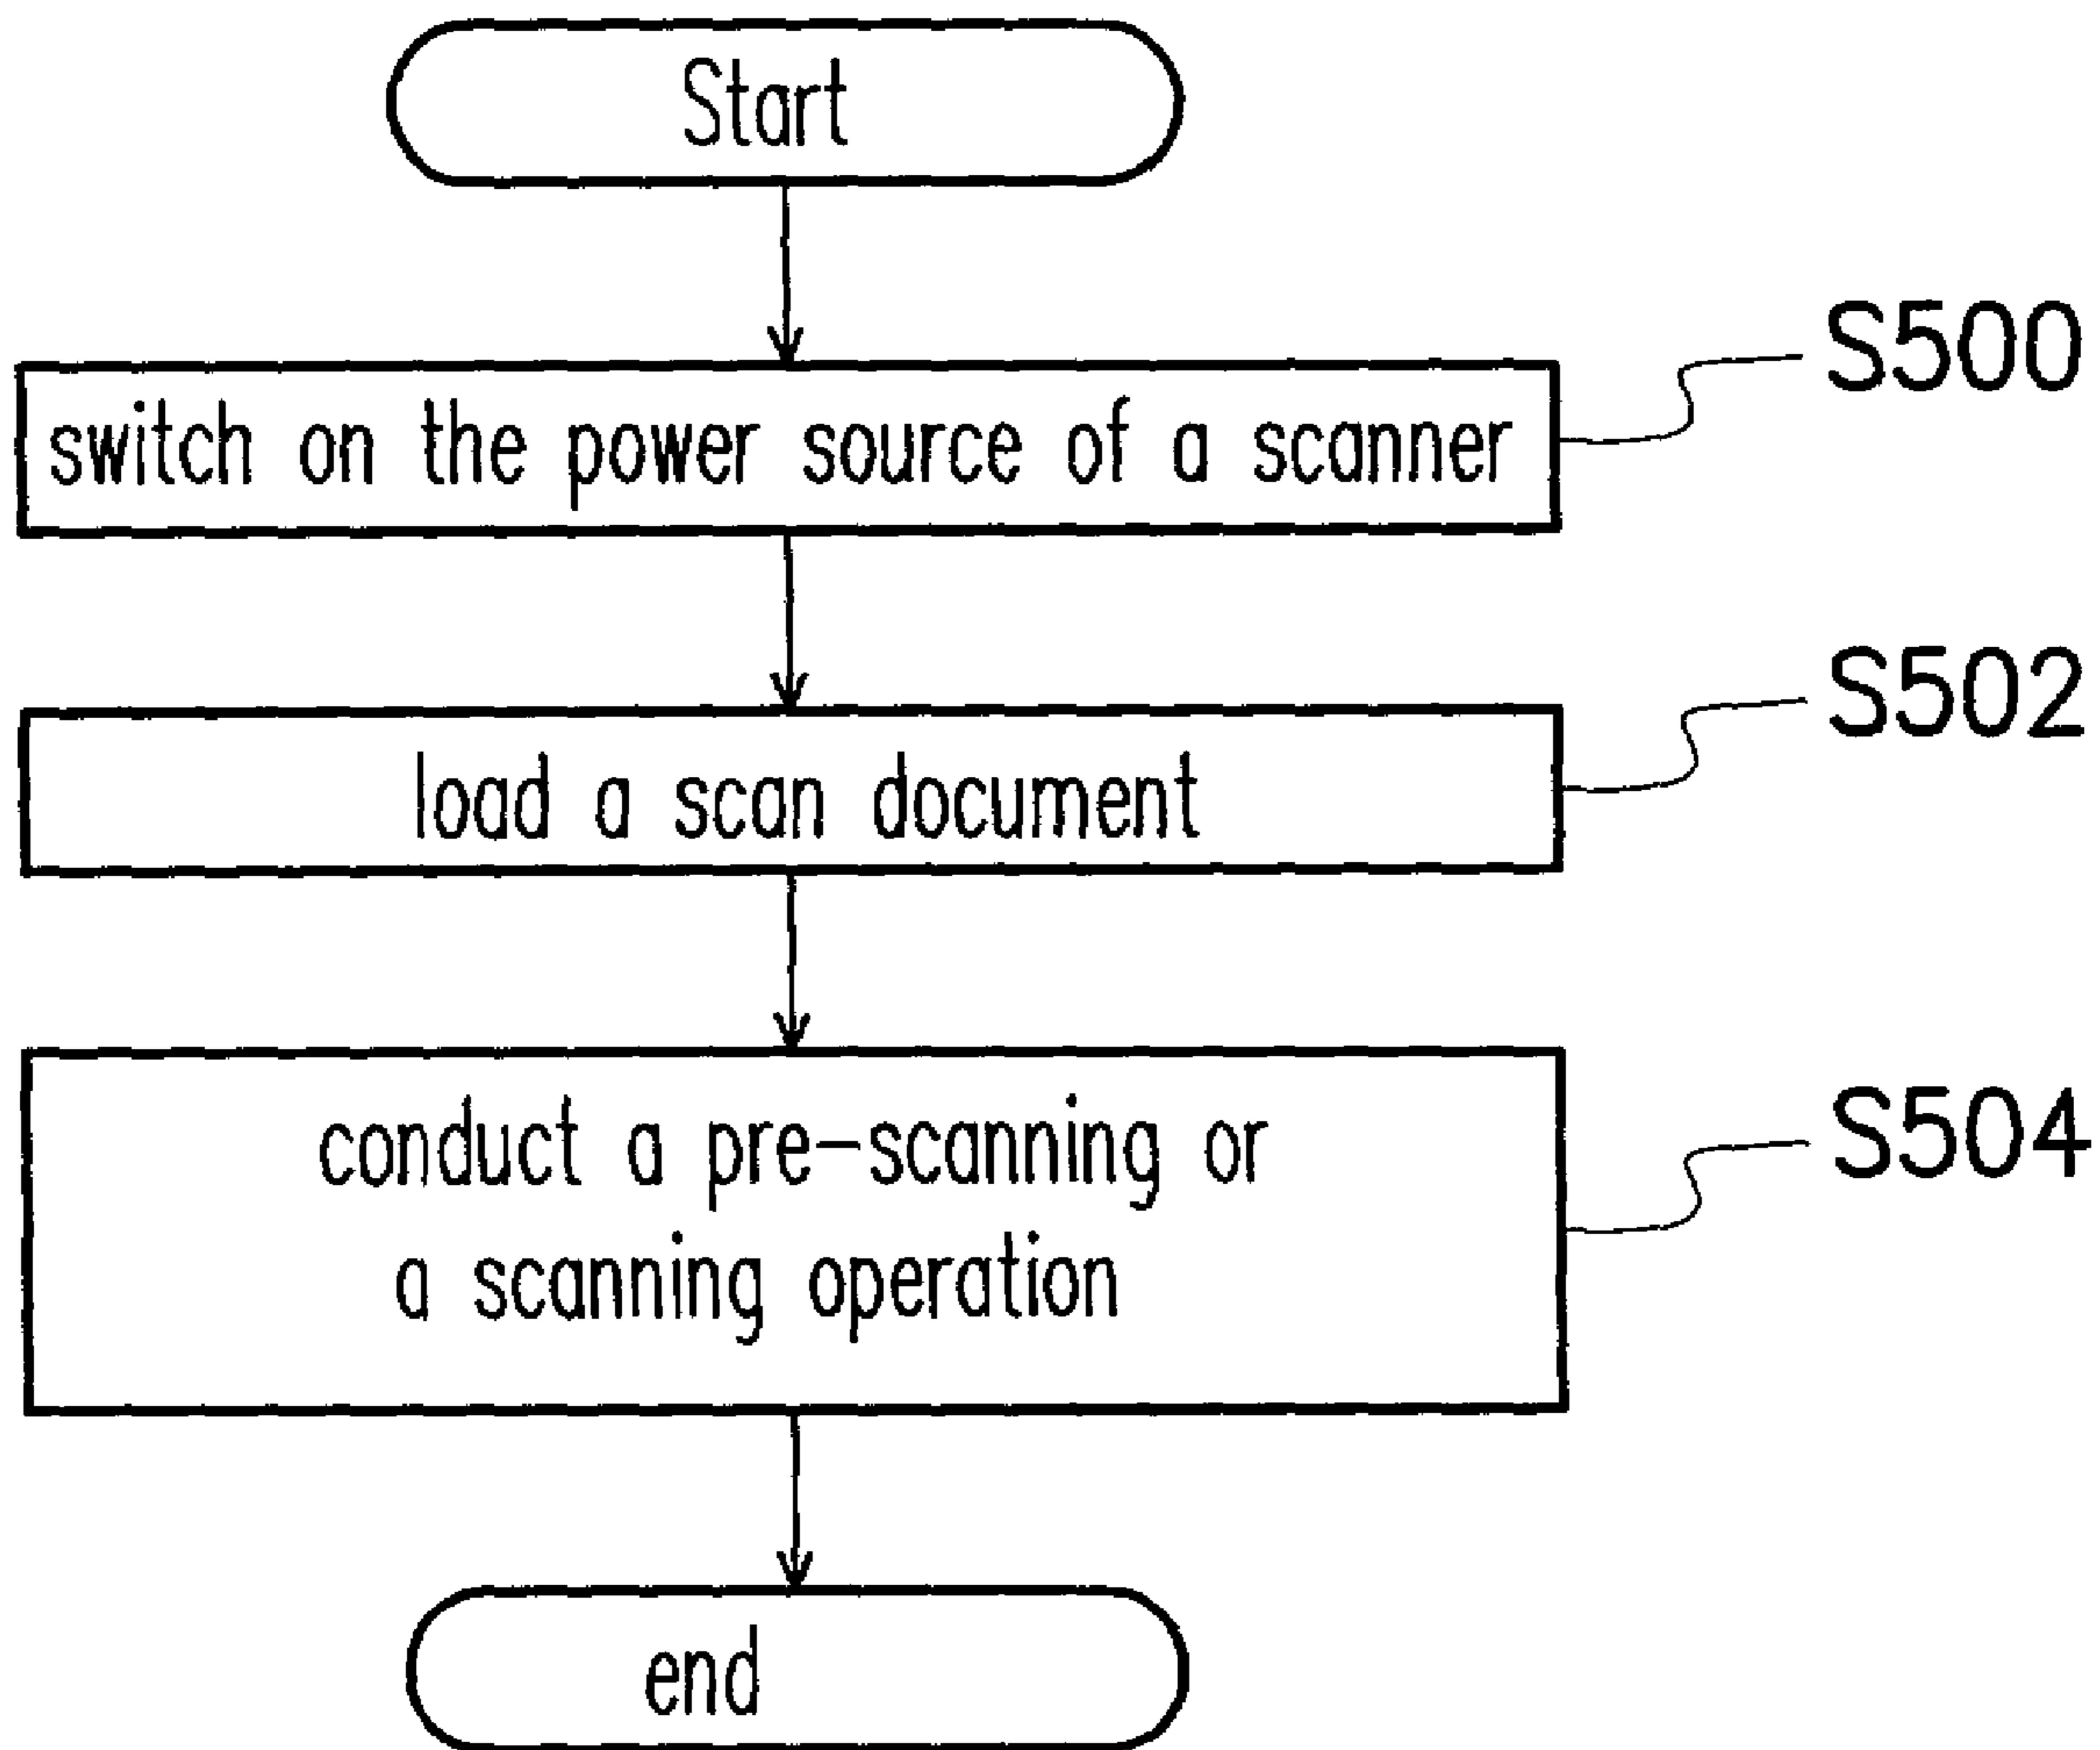 Start
switch on the power source of a scanner
S500
load a scan document
S502
conduct a pre-scanning or
a scanning operation
S504
end